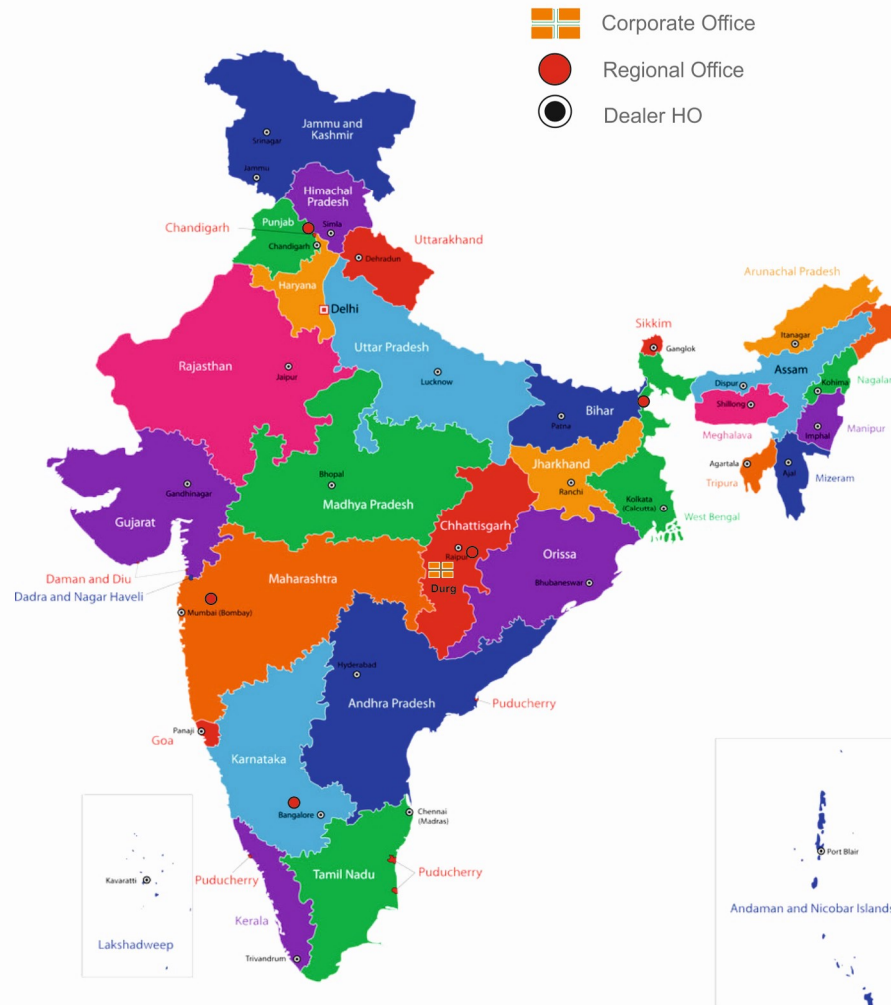 Corporate Office
Regional Office
Dealer HO
Jammu and
Kashmir
Srinagar
Jammu
Himachal
Pradesh
Punjab
Simla
Chandigarh
Chandigarh
Uttarakhand
Dehradun
Haryana
Delhi
Arunachal Pradesh
Itanagar
Sikkim
Ganglok
Uttar Pradesh
Rajasthan
Jaipur
Lucknow
Assam
Dispur
Kohima
Nagalan
Shillong
Bihar
Patna
Meghalava
Imphal
Manipur
Jharkhand
Ranchi
Agartala
Tripura
Ajal
Mizeram
Bhopal
Madhya Pradesh
Gandhinagar
Gujarat
Kolkata
(Calcutta)
West Bengal
Chhattisgarh
Raipur
Orissa
Durg
Bhubaneswar
Daman and Diu
Dadra and Nagar Haveli
Maharashtra
Mumbai (Bombay)
Hyderabad
Andhra Pradesh
Puducherry
Panaji
Goa
Karnataka
Bangalore
Chennai
(Madras)
Port Blair
Andaman and Nicobar Islands
Kavaratti
Lakshadweep
Puducherry
Tamil Nadu
Puducherry
Kerala
Trivandrum